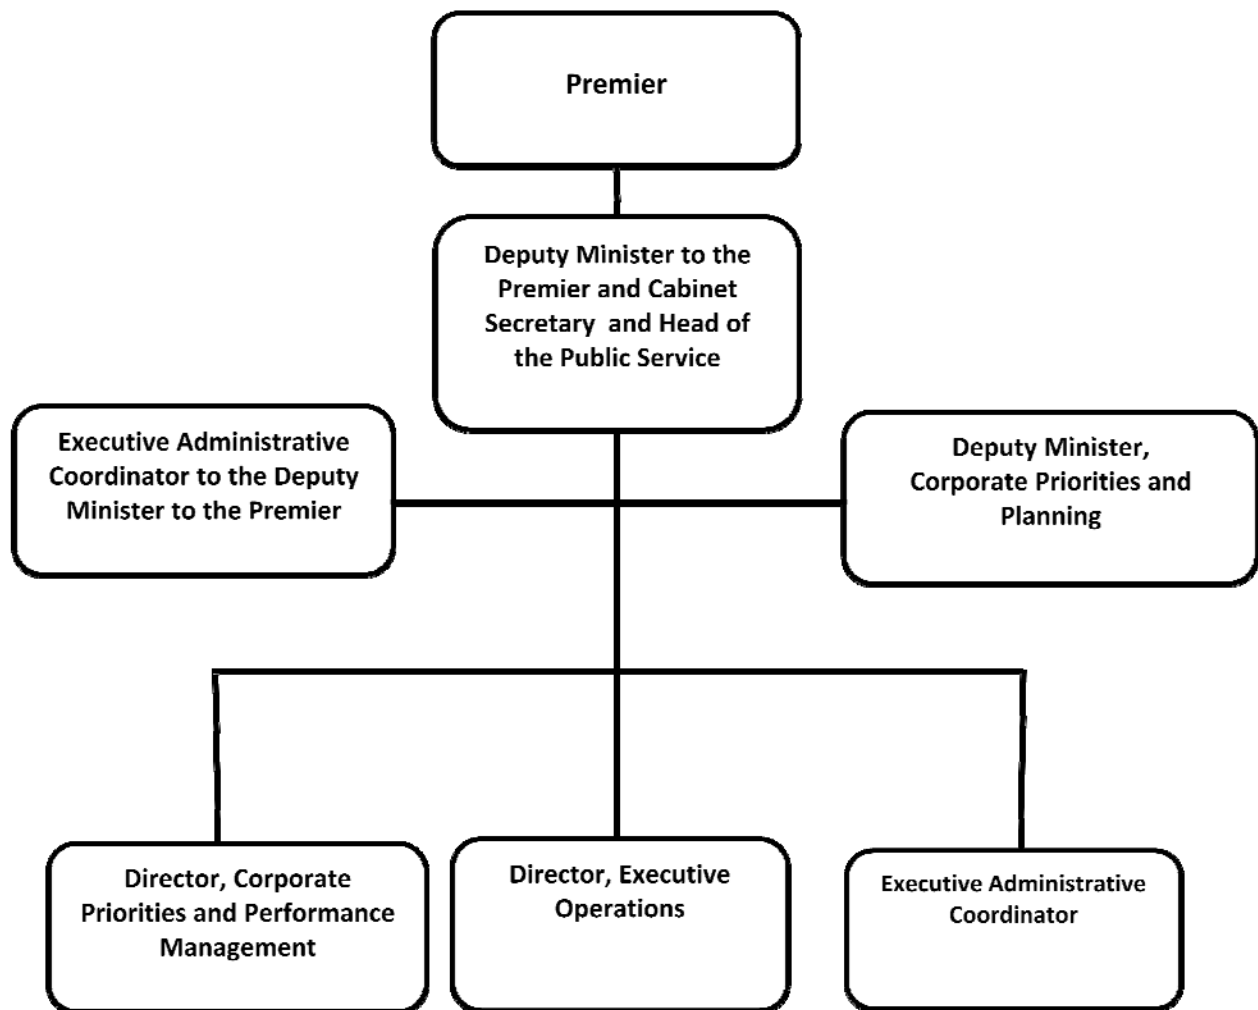 Premier
Deputy Minister to the
Premier and Cabinet
Secretary  and Head of
the Public Service
Executive Administrative
Coordinator to the Deputy
Minister to the Premier
Deputy Minister,
Corporate Priorities and
Planning
Director, Corporate
Priorities and Performance
Management
Director, Executive
Operations
Executive Administrative
Coordinator